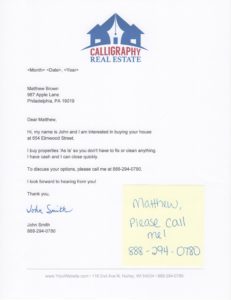 CALLIGRAPHY
REAL ESTATE
<Month> <Date>, <Year>
Matthew Brown
987 Apple Lane
Philadelphia, PA 19019
Dear Matthew,
Hi, my name is John and I am interested in buying your house
at 654 Elmwood Street.
I buy properties 'As Is' so you don't have to fix or clean anything.
I have cash and I can close quickly.
To discuss your options, please call me at 888-294-0780.
I look forward to hearing from you!
Thank you,
John Smith
John Smith
888-294-0780
Matthew,
Please call
me!
888-294-0780